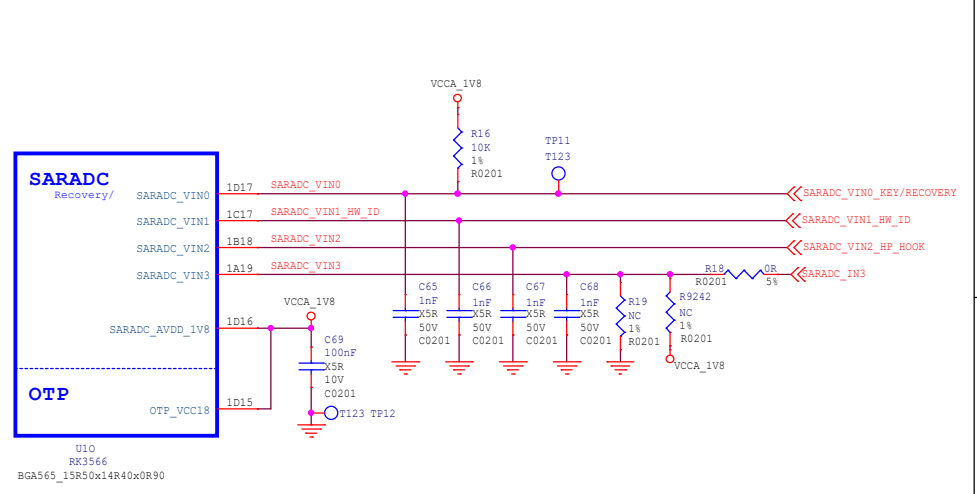 VCCA_1V8
R16
10K
1%
R0201
TP11
T123
SARADC
Recovery/
SARADC_VIN0
1D17
SARADC_VIN0
SARADC_VIN0_KEY/RECOVERY
SARADC_VIN1
1C17
SARADC_VIN1_HW_ID
SARADC_VIN1_HW_ID
SARADC_VIN2
1B18
SARADC_VIN2
SARADC_VIN2_HP_HOOK
SARADC_VIN3
1A19
SARADC_VIN3
R18
0R
R0201
5%
SARADC_IN3
C65
1nF
X5R
50V
C0201
C66
1nF
X5R
50V
C0201
C67
1nF
X5R
50V
C0201
C68
1nF
X5R
50V
C0201
R19
NC
1%
R0201
R9242
NC
1%
R0201
VCCA_1V8
VCCA_1V8
SARADC_AVDD_1V8
1D16
C69
100nF
X5R
10V
C0201
OTP
OTP_VCC18
1D15
T123 TP12
U10
RK3566
BGA565_15R50x14R40x0R90